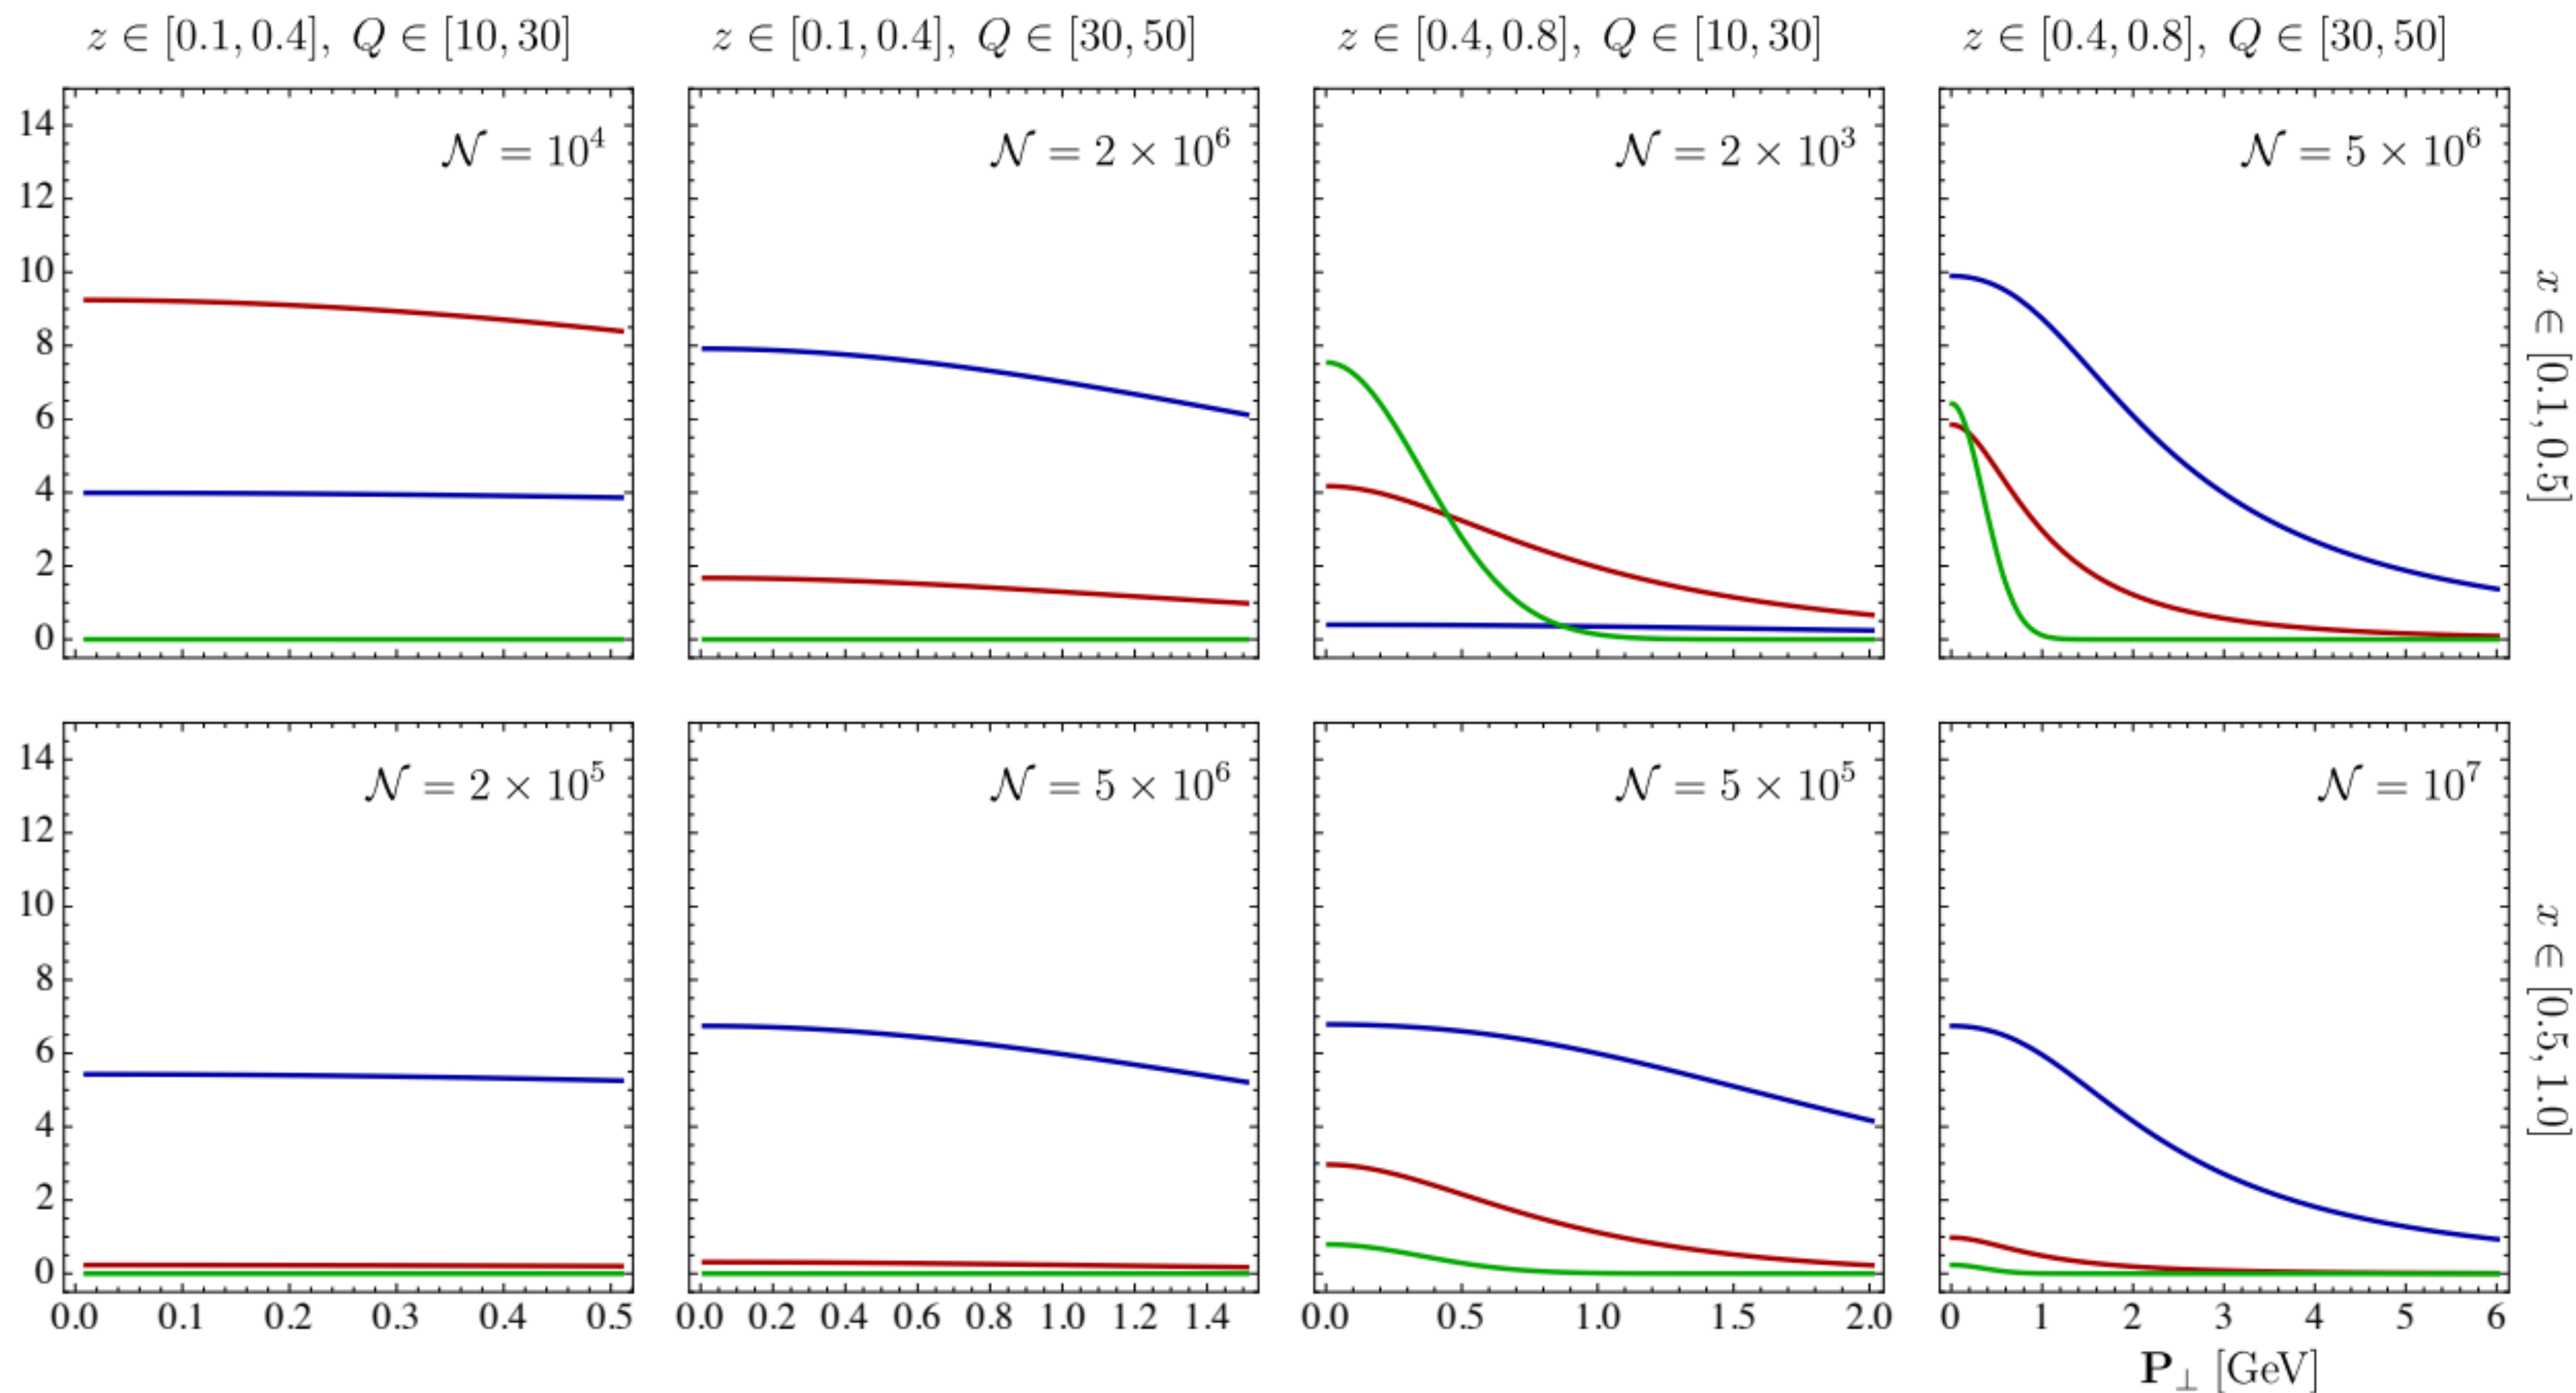 z ∈ [0.1, 0.4], Q ∈ [10, 30]
z ∈ [0.1, 0.4], Q ∈ [30, 50]
z ∈ [0.4, 0.8], Q ∈ [10, 30]
z ∈ [0.4, 0.8], Q ∈ [30, 50]
14
12
10
8
6
4
2
0
𝒩 = 10⁴
𝒩 = 2 × 10⁶
𝒩 = 2 × 10³
𝒩 = 5 × 10⁶
x ∈ [0.1, 0.5]
14
12
10
8
6
4
2
0
𝒩 = 2 × 10⁵
𝒩 = 5 × 10⁶
𝒩 = 5 × 10⁵
𝒩 = 10⁷
x ∈ [0.5, 1.0]
0.0 0.1 0.2 0.3 0.4 0.5
0.0 0.2 0.4 0.6 0.8 1.0 1.2 1.4
0.0 0.5 1.0 1.5 2.0
0 1 2 3 4 5 6
P⊥ [GeV]